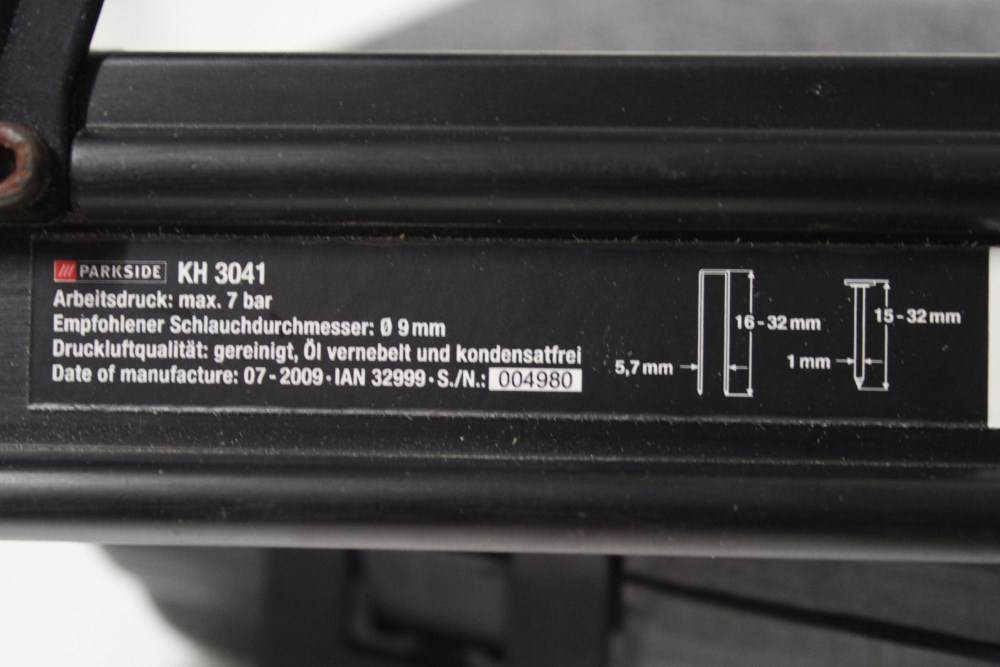 PARKSIDE KH 3041
Arbeitsdruck: max. 7 bar
Empfohlener Schlauchdurchmesser: Ø 9 mm
Druckluftqualität: gereinigt, Öl vernebelt und kondensatfrei
Date of manufacture: 07-2009·IAN 32999·S./N.: 004980
16-32 mm
5,7 mm
15-32 mm
1 mm